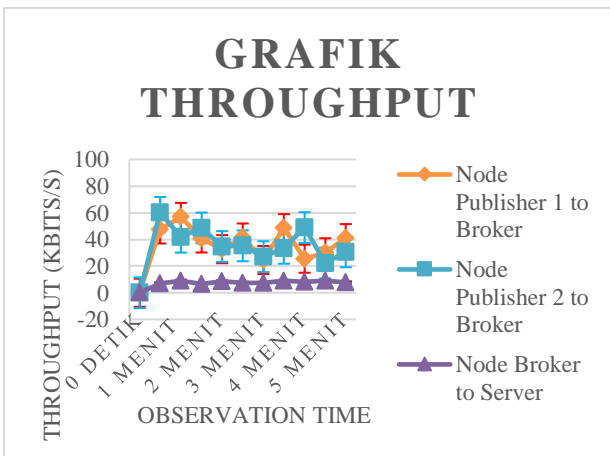 GRAFIK
THROUGHPUT
THROUGHPUT (KBITS/S)
100
80
60
40
20
0
-20
0 DETIK
1 MENIT
2 MENIT
3 MENIT
4 MENIT
5 MENIT
OBSERVATION TIME
Node
Publisher 1 to
Broker
Node
Publisher 2 to
Broker
Node Broker
to Server